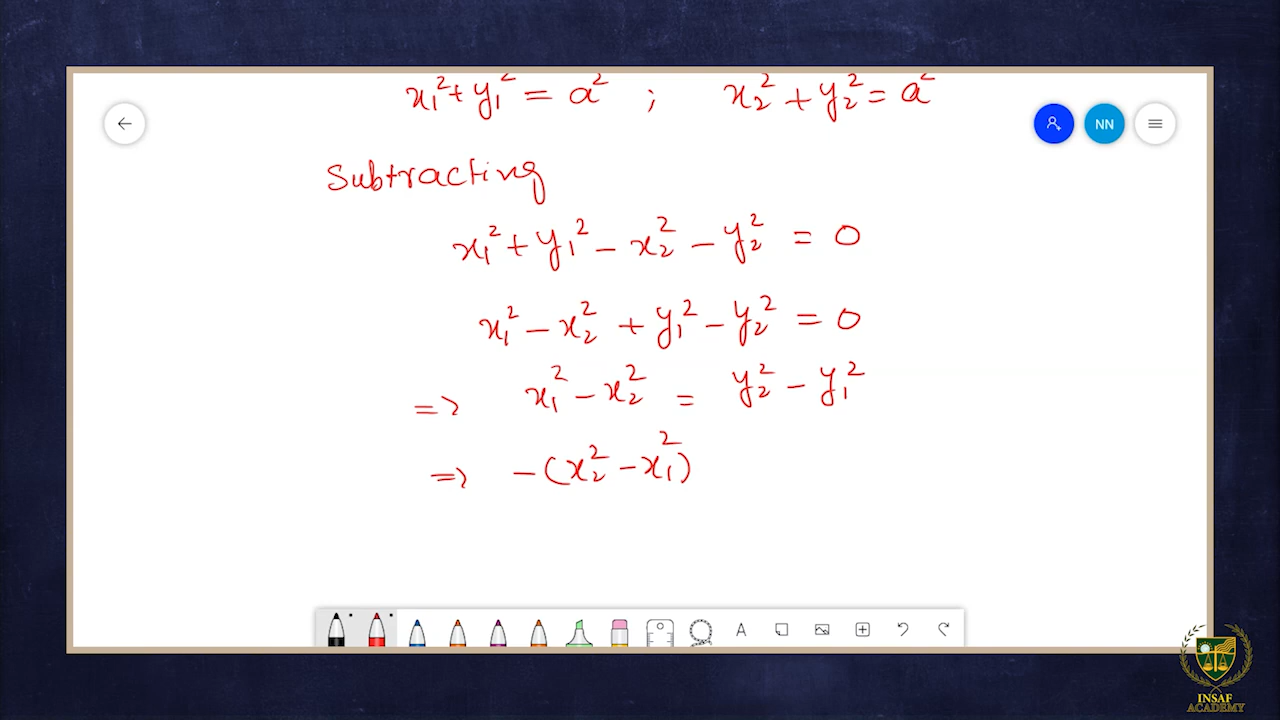 x₁² + y₁² = a² ; x₂² + y₂² = a²
NN
Subtracting
x₁² + y₁² − x₂² − y₂² = 0
x₁² − x₂² + y₁² − y₂² = 0
=> x₁² − x₂² = y₂² − y₁²
=> −(x₂² − x₁²)
A
INSAF
ACADEMY